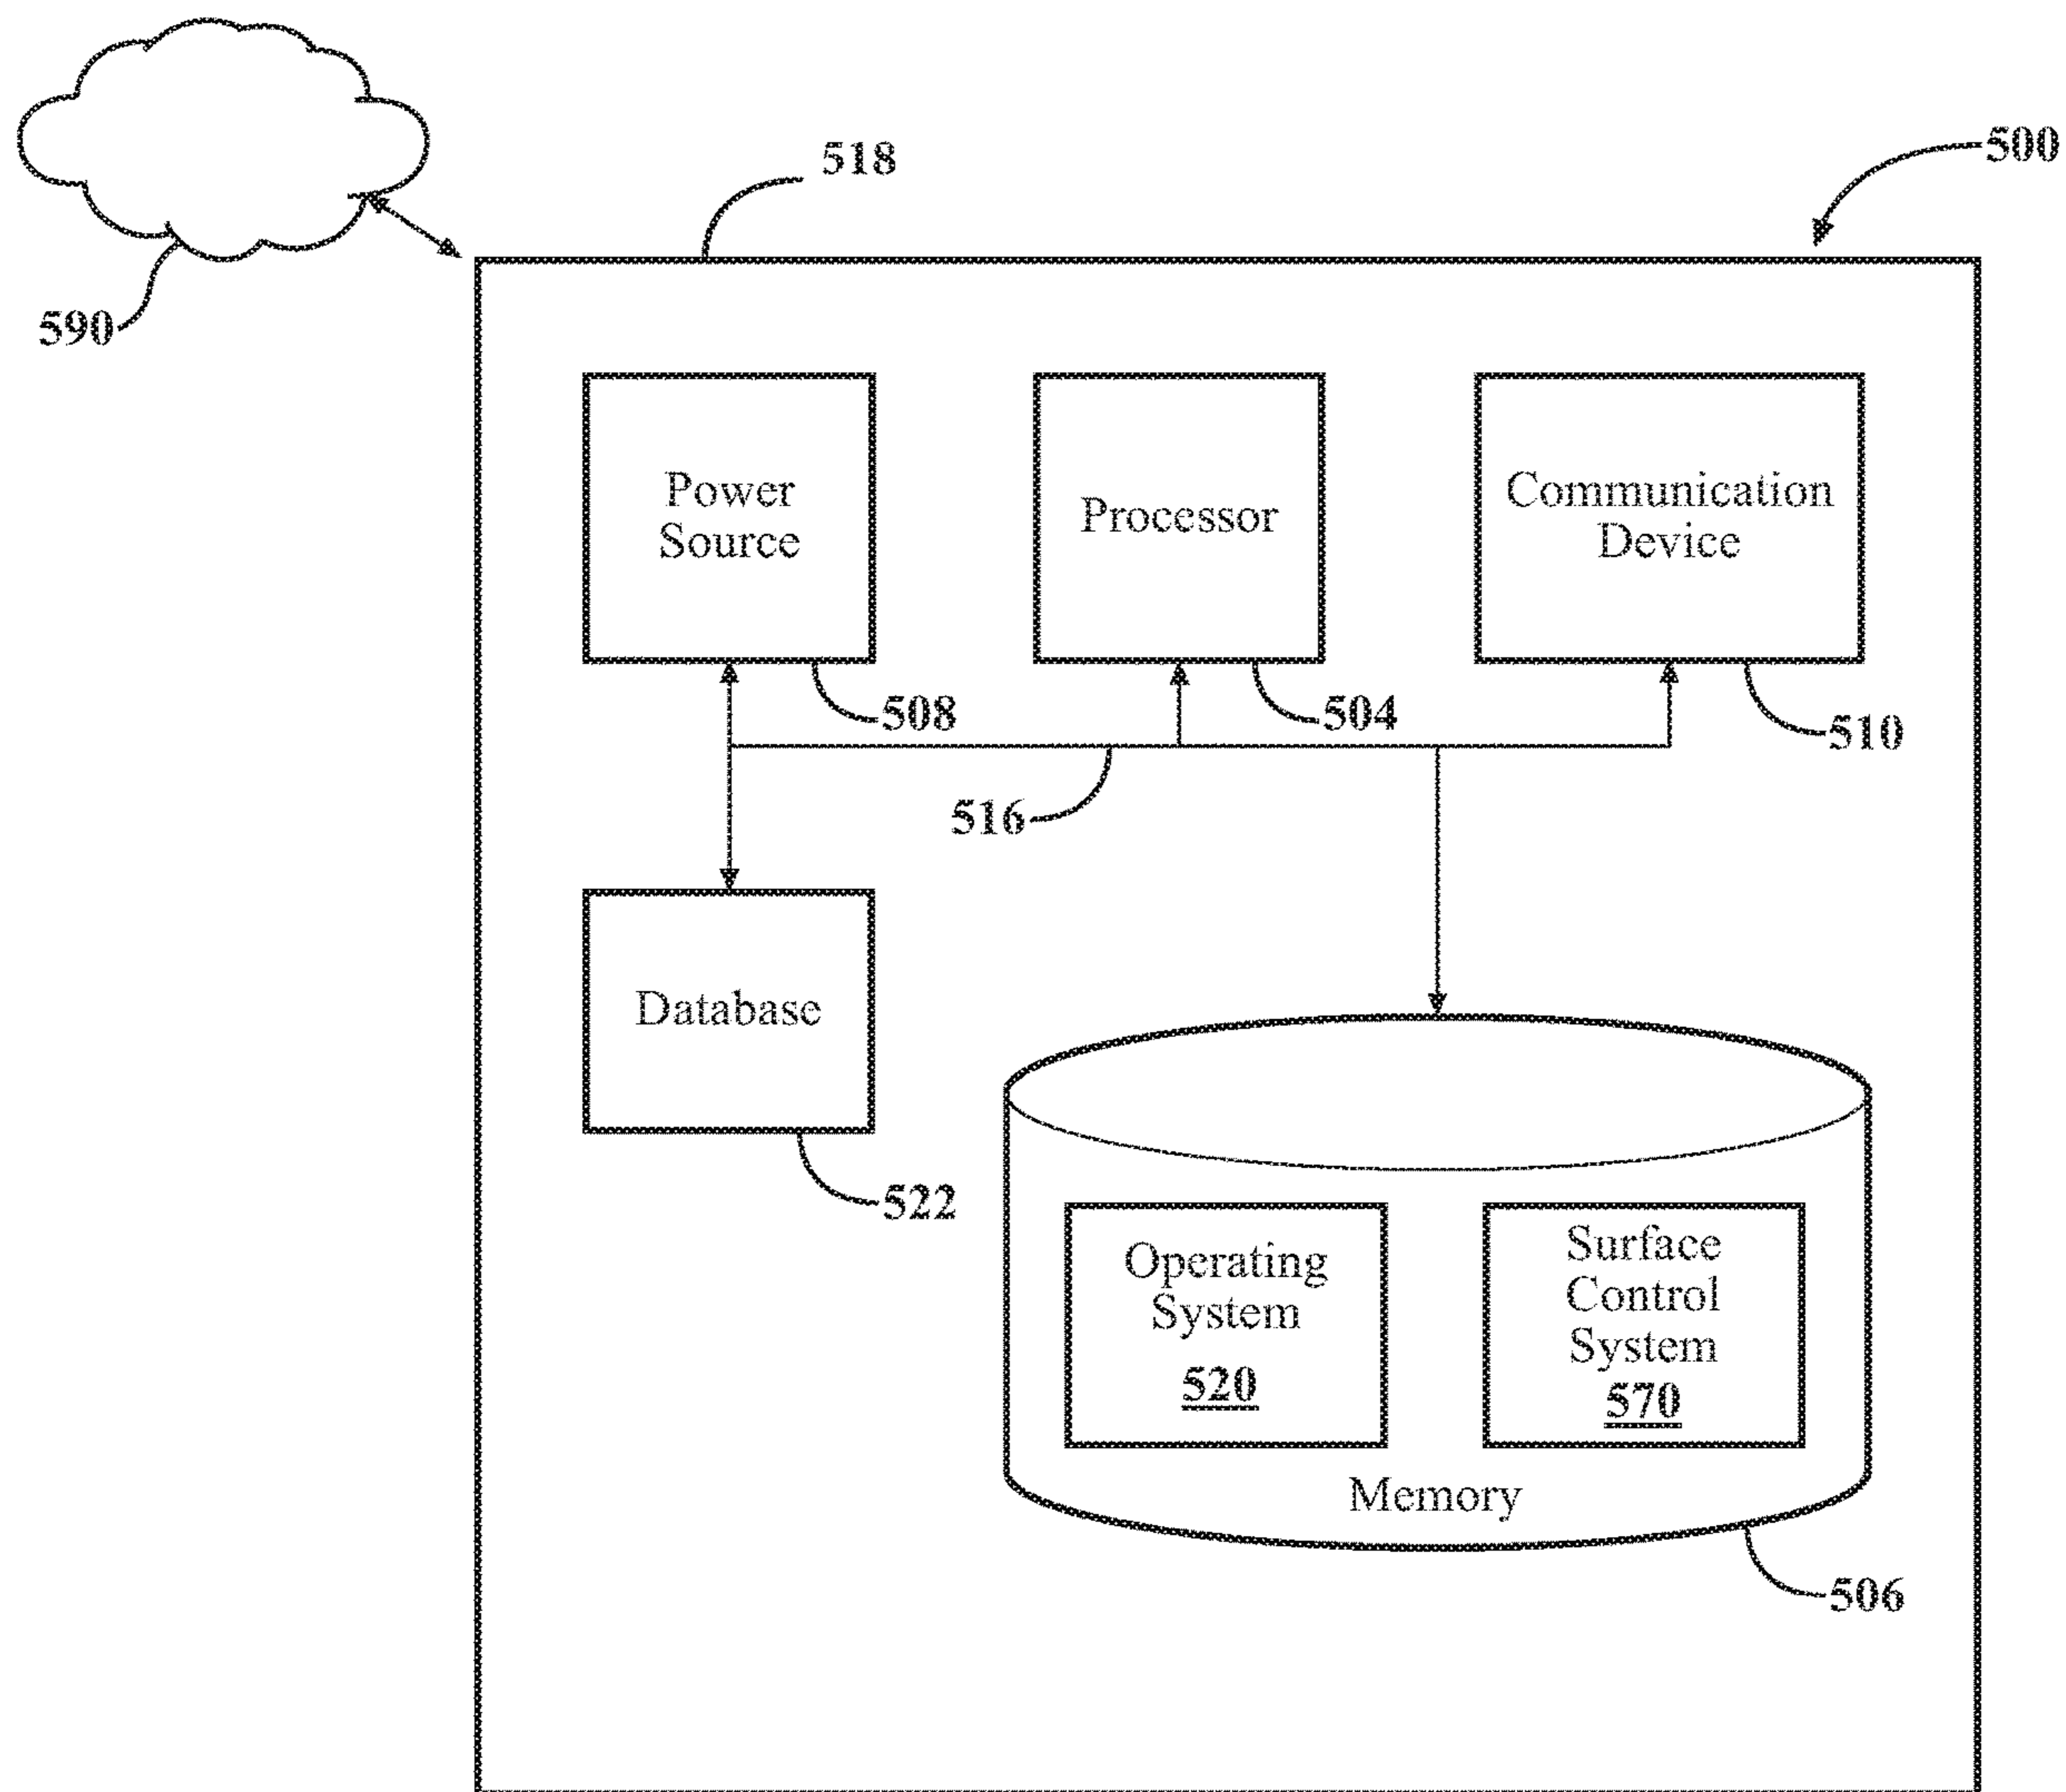 518
500
590
Power
Source
Processor
Communication
Device
508
504
510
516
Database
522
Operating
System
520
Surface
Control
System
570
Memory
506